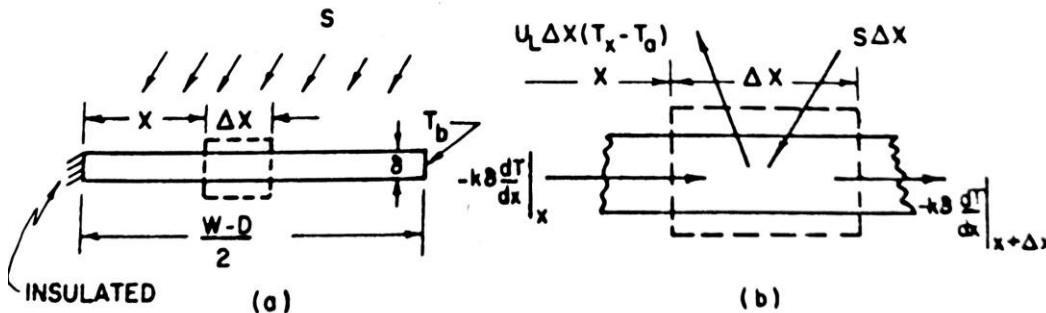 S
X
ΔX
T_b
δ
W-D
2
INSULATED
(a)
U_L ΔX(T_x - T_a)
SΔX
X
ΔX
-kδ dT/dx |_x
-kδ dT/dx |_x + Δx
(b)